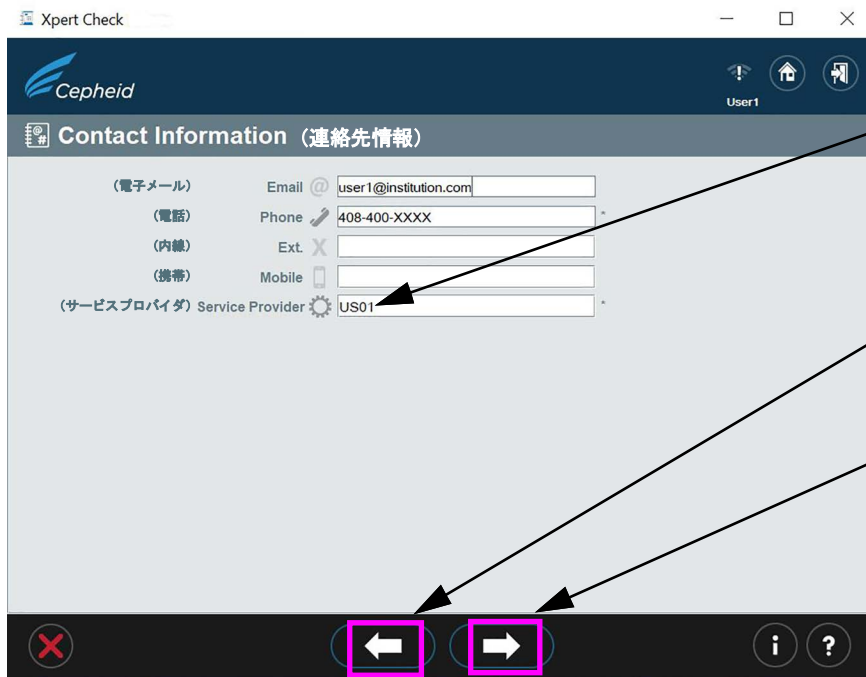 Xpert Check
Cepheid
User1
Contact Information (連絡先情報)
(電子メール) Email @ user1@institution.com
(電話) Phone 408-400-XXXX *
(内線) Ext. X
(携帯) Mobile
(サービスプロバイダ) Service Provider US01 *
i ?